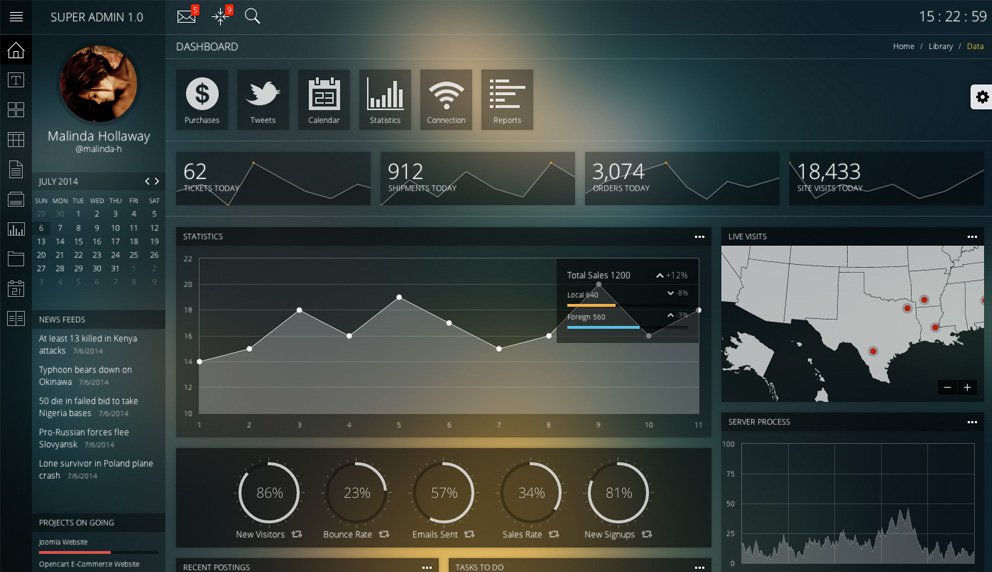 SUPER ADMIN 1.0
5
9
15 : 22 : 59
DASHBOARD
Home / Library / Data
Malinda Hollaway
@malinda-h
Purchases
Tweets
23
Calendar
Statistics
Connection
Reports
JULY 2014
SUN MON TUE WED THU FRI SAT
29 30 1 2 3 4 5
6 7 8 9 10 11 12
13 14 15 16 17 18 19
20 21 22 23 24 25 26
27 28 29 30 31 1 2
3 4 5 6 7 8 9
21
62
TICKETS TODAY
912
SHIPMENTS TODAY
3,074
ORDERS TODAY
18,433
SITE VISITS TODAY
NEWS FEEDS
At least 13 killed in Kenya
attacks 7/6/2014
Typhoon bears down on
Okinawa 7/6/2014
50 die in failed bid to take
Nigeria bases 7/6/2014
Pro-Russian forces flee
Slovyansk 7/6/2014
Lone survivor in Poland plane
crash 7/6/2014
PROJECTS ON GOING
Joomla Website
Opencart E-Commerce Website
STATISTICS
22
20
18
16
14
12
10
1 2 3 4 5 6 7 8 9 10 11
Total Sales 1200 +12%
Local 640 -8%
Foreign 560 -3%
86%
New Visitors
23%
Bounce Rate
57%
Emails Sent
34%
Sales Rate
81%
New Signups
RECENT POSTINGS
TASKS TO DO
LIVE VISITS
SERVER PROCESS
100
75
50
25
0